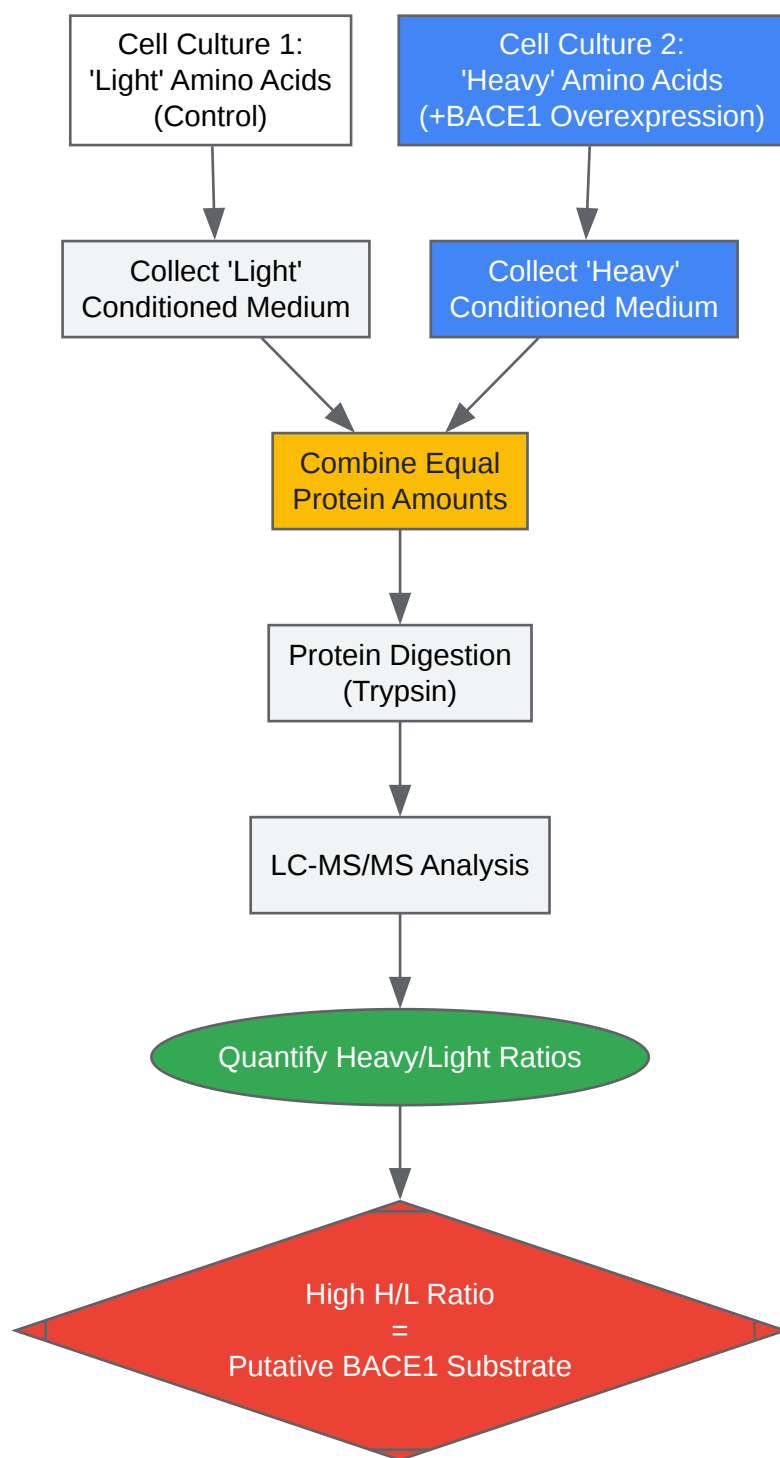 Cell Culture 1:
'Light' Amino Acids
(Control)
Cell Culture 2:
'Heavy' Amino Acids
(+BACE1 Overexpression)
Collect 'Light'
Conditioned Medium
Collect 'Heavy'
Conditioned Medium
Combine Equal
Protein Amounts
Protein Digestion
(Trypsin)
LC-MS/MS Analysis
Quantify Heavy/Light Ratios
High H/L Ratio
=
Putative BACE1 Substrate